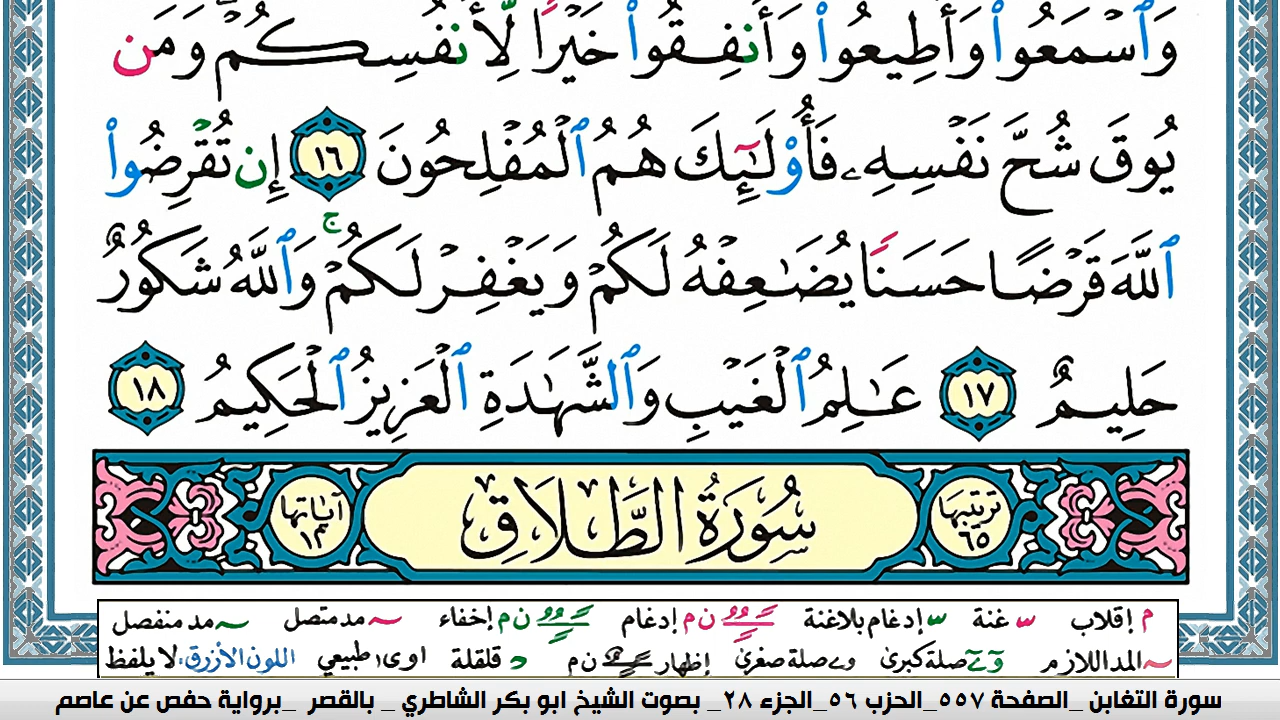 وَٱسْمَعُوا۟ وَأَطِيعُوا۟ وَأَنفِقُوا۟ خَيْرًا لِّأَنفُسِكُمْ وَمَن
يُوقَ شُحَّ نَفْسِهِۦ فَأُو۟لَـٰٓئِكَ هُمُ ٱلْمُفْلِحُونَ ١٦ إِن تُقْرِضُوا۟
ٱللَّهَ قَرْضًا حَسَنًا يُضَـٰعِفْهُ لَكُمْ وَيَغْفِرْ لَكُمْ ۚ وَٱللَّهُ شَكُورٌ
حَلِيمٌ ١٧ عَـٰلِمُ ٱلْغَيْبِ وَٱلشَّهَـٰدَةِ ٱلْعَزِيزُ ٱلْحَكِيمُ ١٨
ترتيبها ٦٥ سُورَةُ الطَّلَاقِ آياتها ١٢
م إقلاب س غنة س إدغام بلاغنة ن م إدغام ن م إخفاء مد متصل مد منفصل
المد اللازم صلة كبرى وے صلة صغرى إظهار ن م د قلقلة اوى١ طبيعي اللون الأزرق: لا يلفظ
سورة التغابن _الصفحة ٥٥٧_الحزب ٥٦_الجزء ٢٨_ بصوت الشيخ ابو بكر الشاطري _ بالقصر _برواية حفص عن عاصم